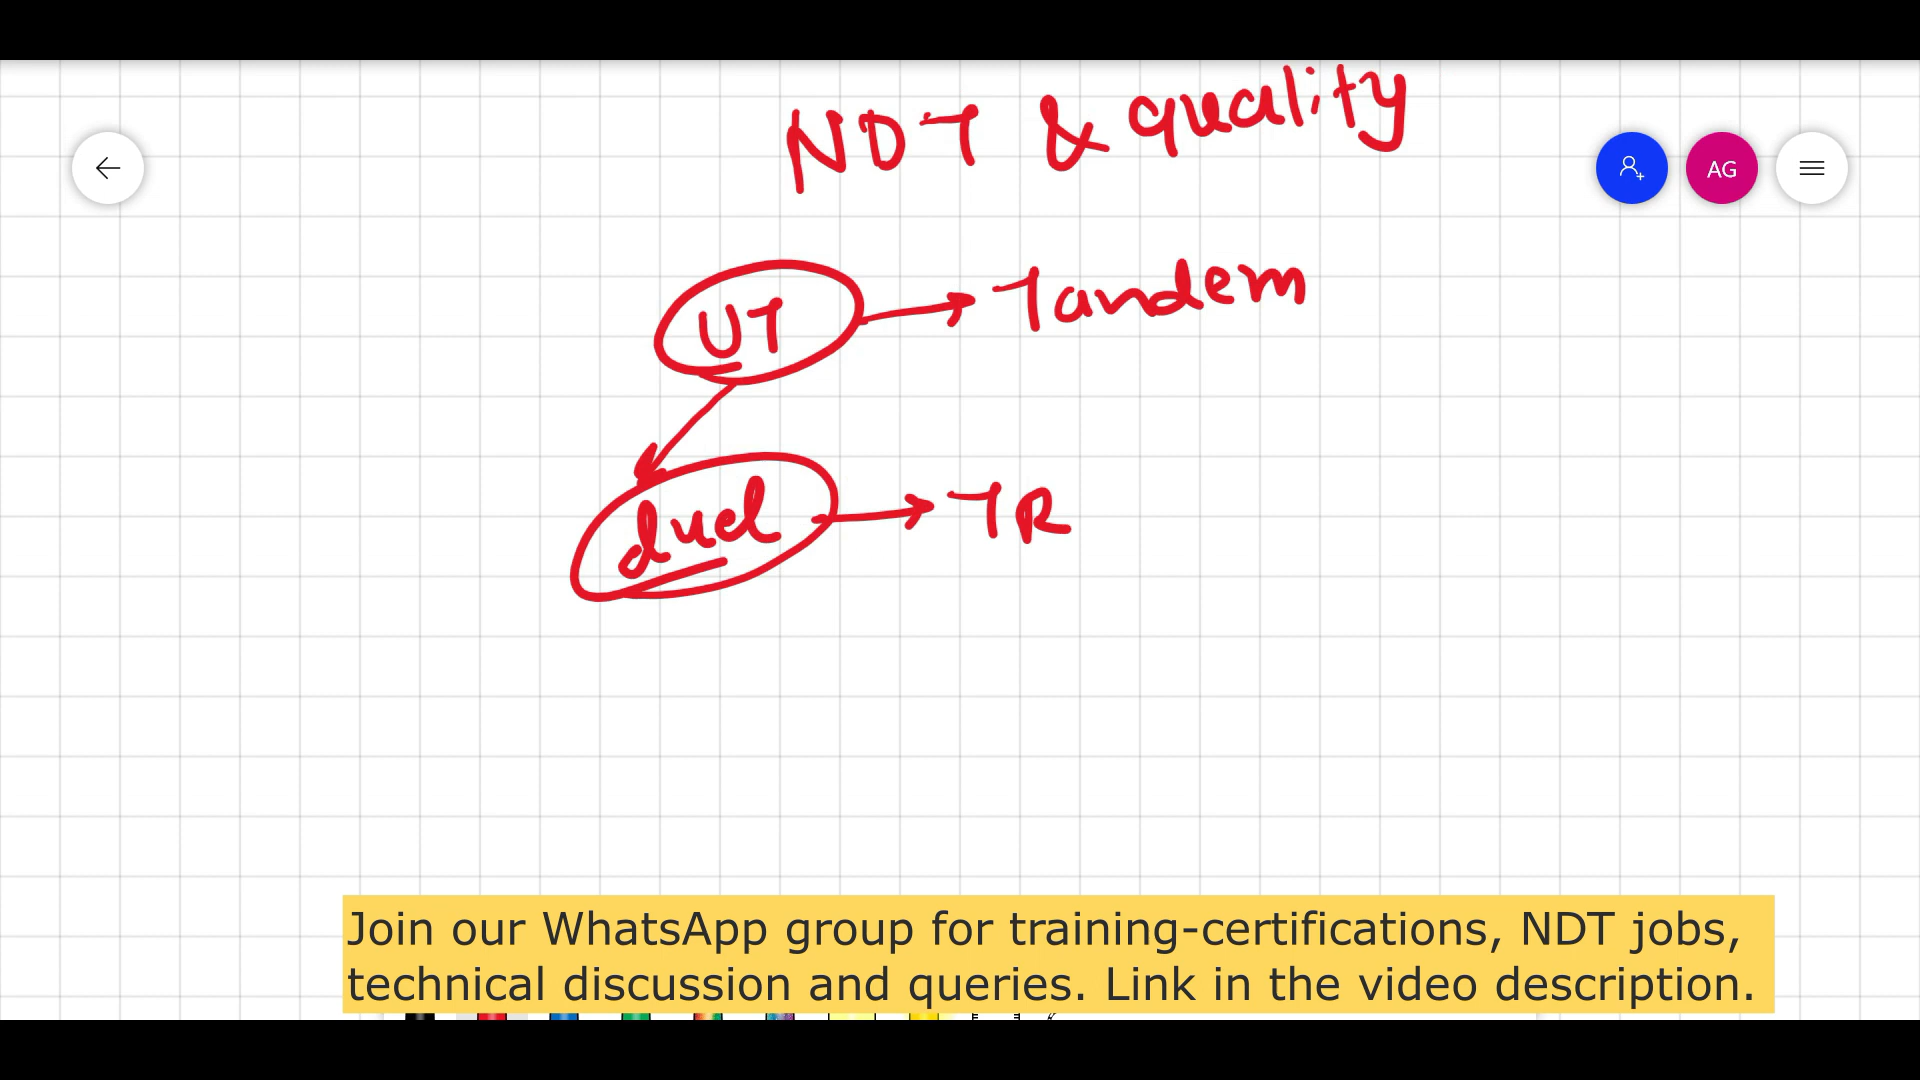 NDT & quality
AG
UT → Tandem
dual → TR
Join our WhatsApp group for training-certifications, NDT jobs,
technical discussion and queries. Link in the video description.